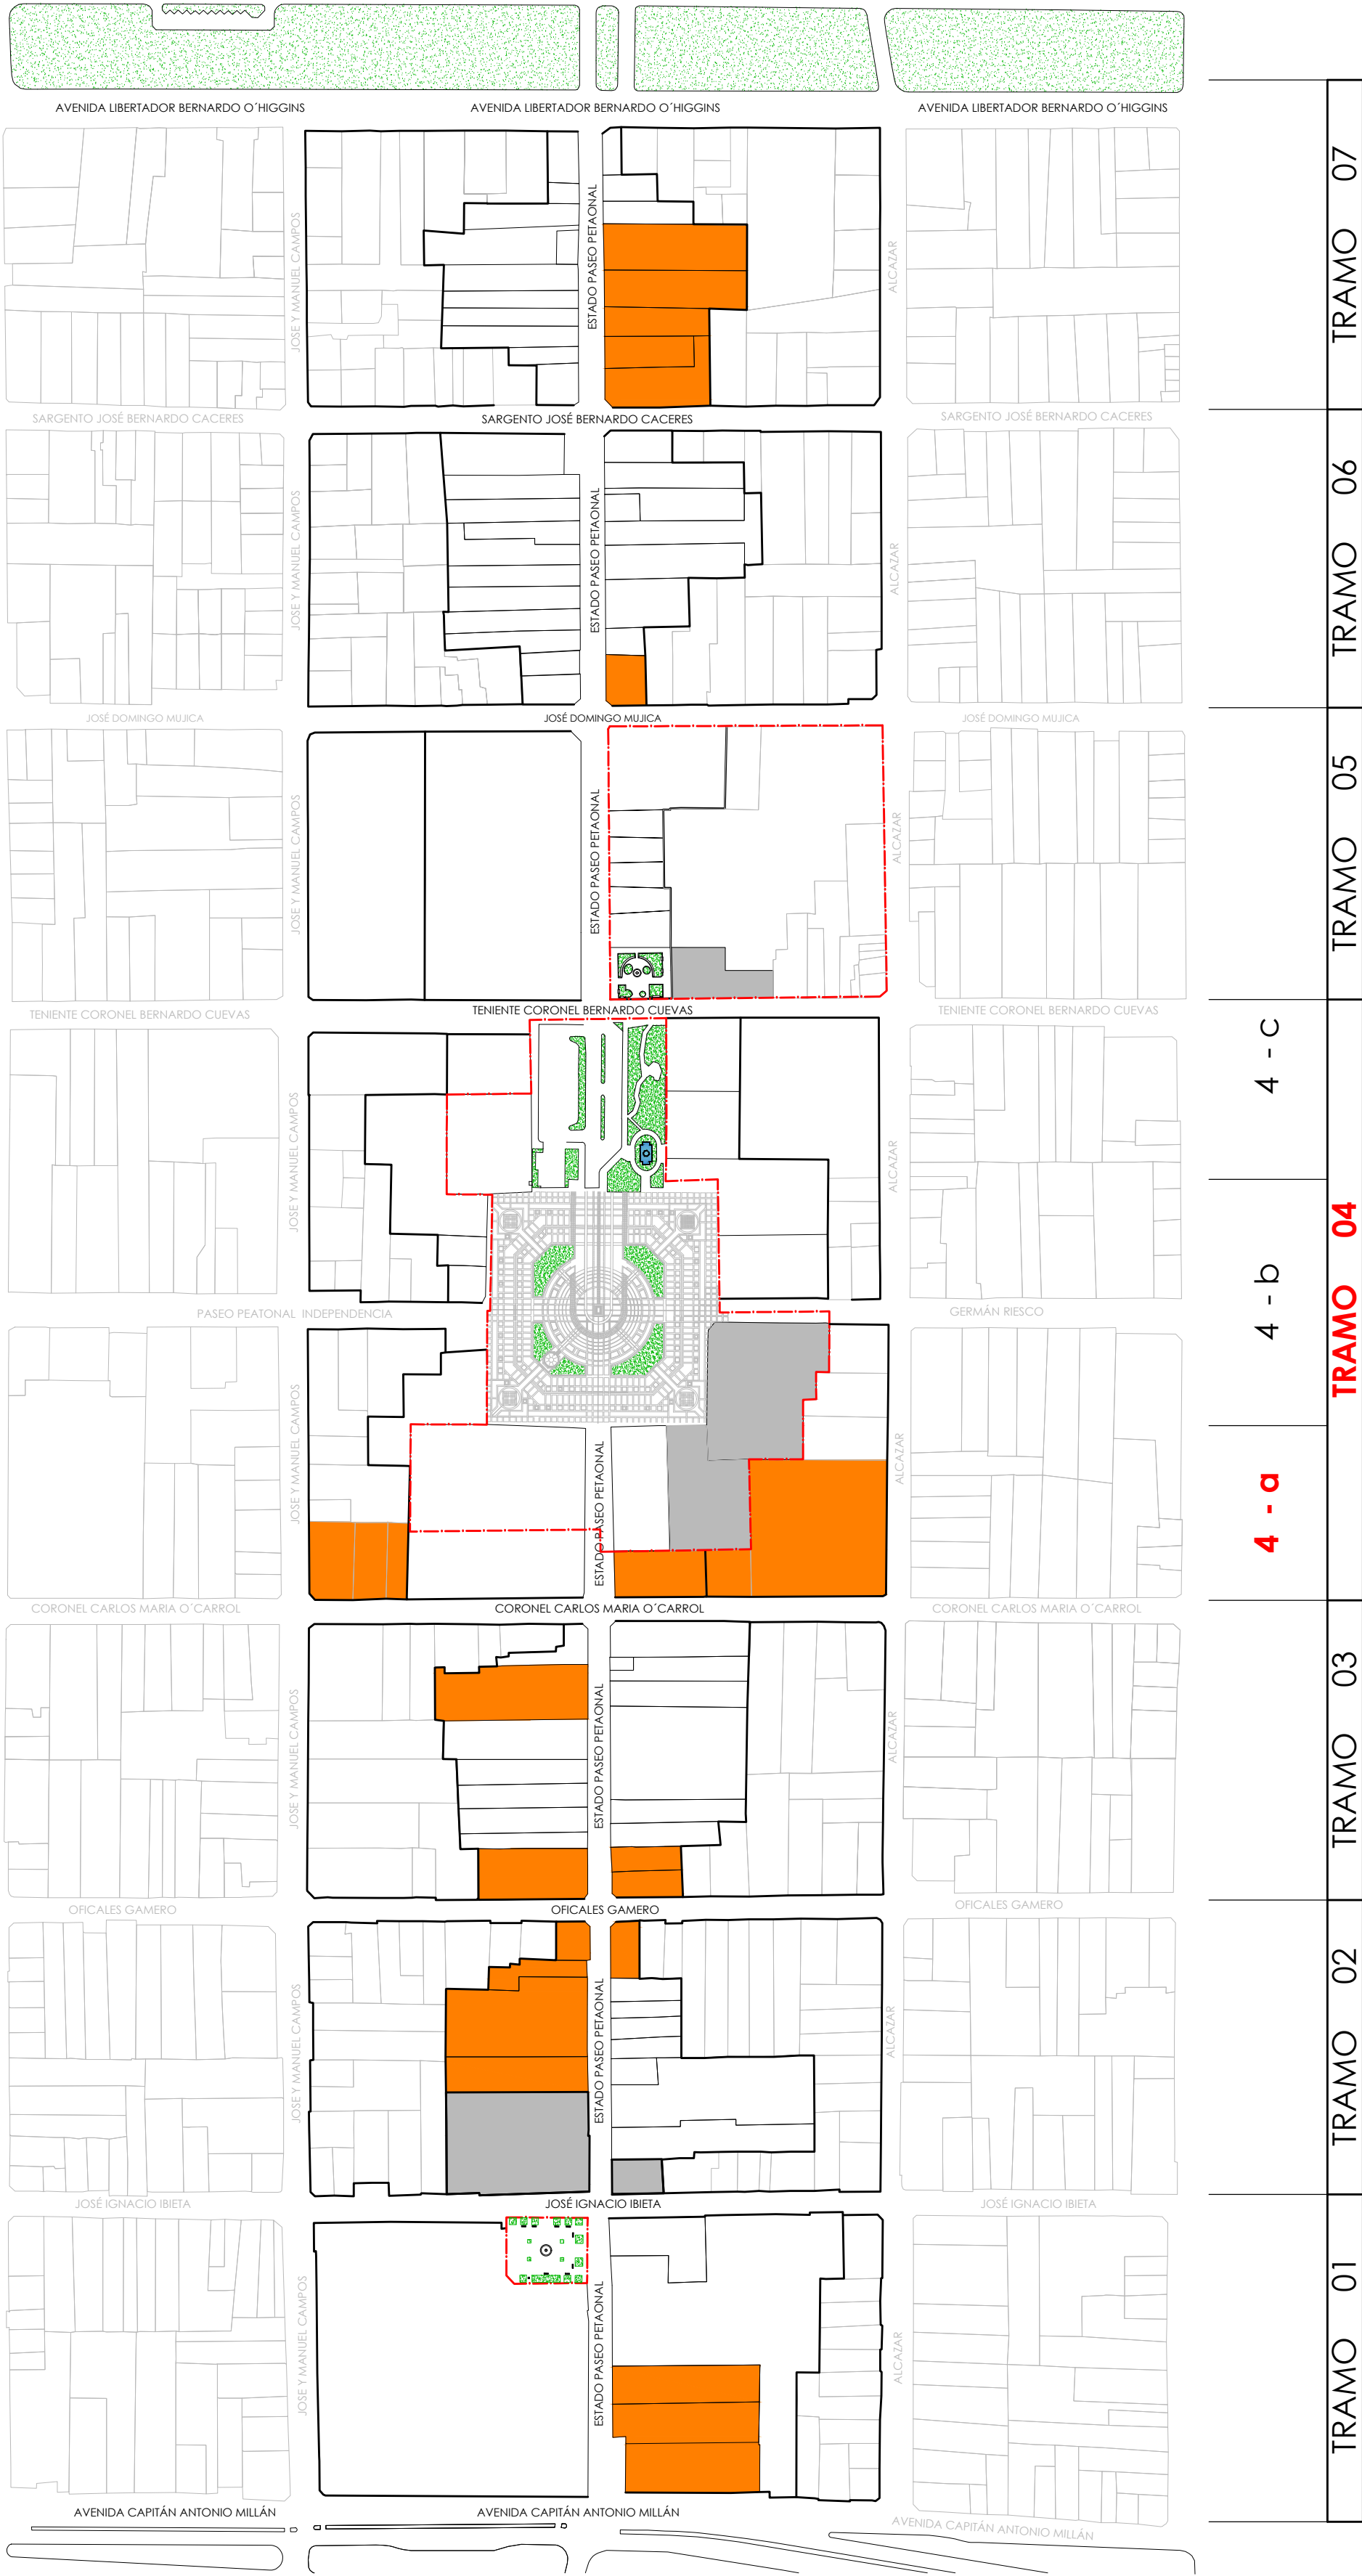 AVENIDA LIBERTADOR BERNARDO O´HIGGINS
AVENIDA LIBERTADOR BERNARDO O´HIGGINS
AVENIDA LIBERTADOR BERNARDO O´HIGGINS
JOSE Y MANUEL CAMPOS
ESTADO PASEO PETAONAL
ALCAZAR
TRAMO 07
SARGENTO JOSÉ BERNARDO CACERES
SARGENTO JOSÉ BERNARDO CACERES
SARGENTO JOSÉ BERNARDO CACERES
JOSE Y MANUEL CAMPOS
ESTADO PASEO PETAONAL
ALCAZAR
TRAMO 06
JOSÉ DOMINGO MUJICA
JOSÉ DOMINGO MUJICA
JOSÉ DOMINGO MUJICA
JOSE Y MANUEL CAMPOS
ESTADO PASEO PETAONAL
ALCAZAR
TRAMO 05
TENIENTE CORONEL BERNARDO CUEVAS
TENIENTE CORONEL BERNARDO CUEVAS
TENIENTE CORONEL BERNARDO CUEVAS
JOSE Y MANUEL CAMPOS
ALCAZAR
4 - c
4 - b
TRAMO 04
PASEO PEATONAL INDEPENDENCIA
GERMÁN RIESCO
JOSE Y MANUEL CAMPOS
ESTADO PASEO PETAONAL
ALCAZAR
4 - a
CORONEL CARLOS MARIA O´CARROL
CORONEL CARLOS MARIA O´CARROL
CORONEL CARLOS MARIA O´CARROL
JOSE Y MANUEL CAMPOS
ESTADO PASEO PETAONAL
ALCAZAR
TRAMO 03
OFICALES GAMERO
OFICALES GAMERO
OFICALES GAMERO
JOSE Y MANUEL CAMPOS
ESTADO PASEO PETAONAL
ALCAZAR
TRAMO 02
JOSÉ IGNACIO IBIETA
JOSÉ IGNACIO IBIETA
JOSÉ IGNACIO IBIETA
JOSE Y MANUEL CAMPOS
ESTADO PASEO PETAONAL
ALCAZAR
TRAMO 01
AVENIDA CAPITÁN ANTONIO MILLÁN
AVENIDA CAPITÁN ANTONIO MILLÁN
AVENIDA CAPITÁN ANTONIO MILLÁN